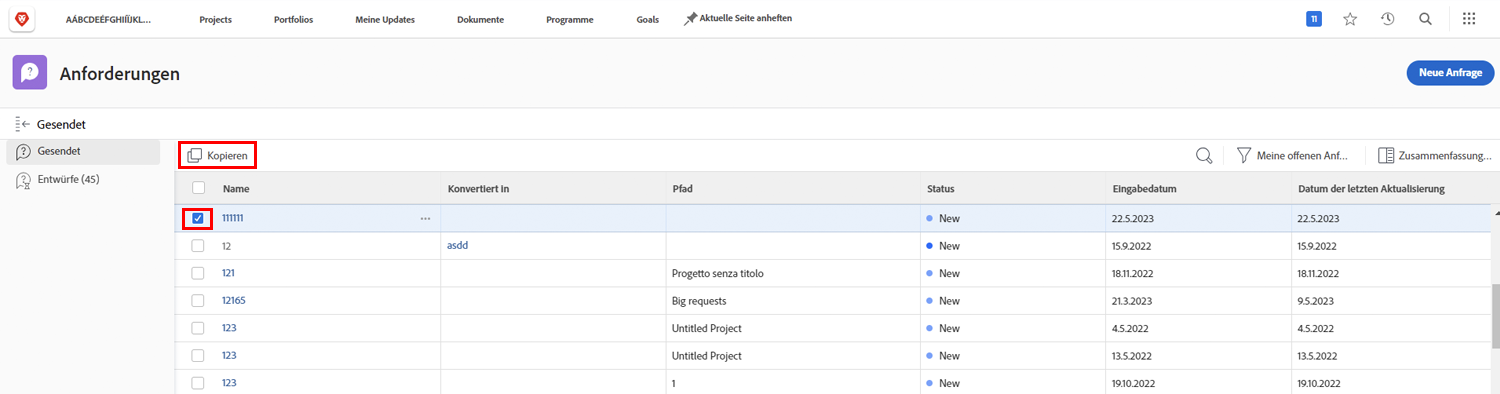 AÁBCDEÉFGHIÍÏJKL... Projects Portfolios Meine Updates Dokumente Programme Goals Aktuelle Seite anheften 11
Anforderungen Neue Anfrage
Gesendet
Gesendet
Entwürfe (45)
Kopieren Meine offenen Anf... Zusammenfassung...
Name Konvertiert in Pfad Status Eingabedatum Datum der letzten Aktualisierung
111111 ... New 22.5.2023 22.5.2023
12 asdd New 15.9.2022 15.9.2022
121 Progetto senza titolo New 18.11.2022 18.11.2022
12165 Big requests New 21.3.2023 9.5.2023
123 Untitled Project New 4.5.2022 4.5.2022
123 Untitled Project New 13.5.2022 13.5.2022
123 1 New 19.10.2022 19.10.2022